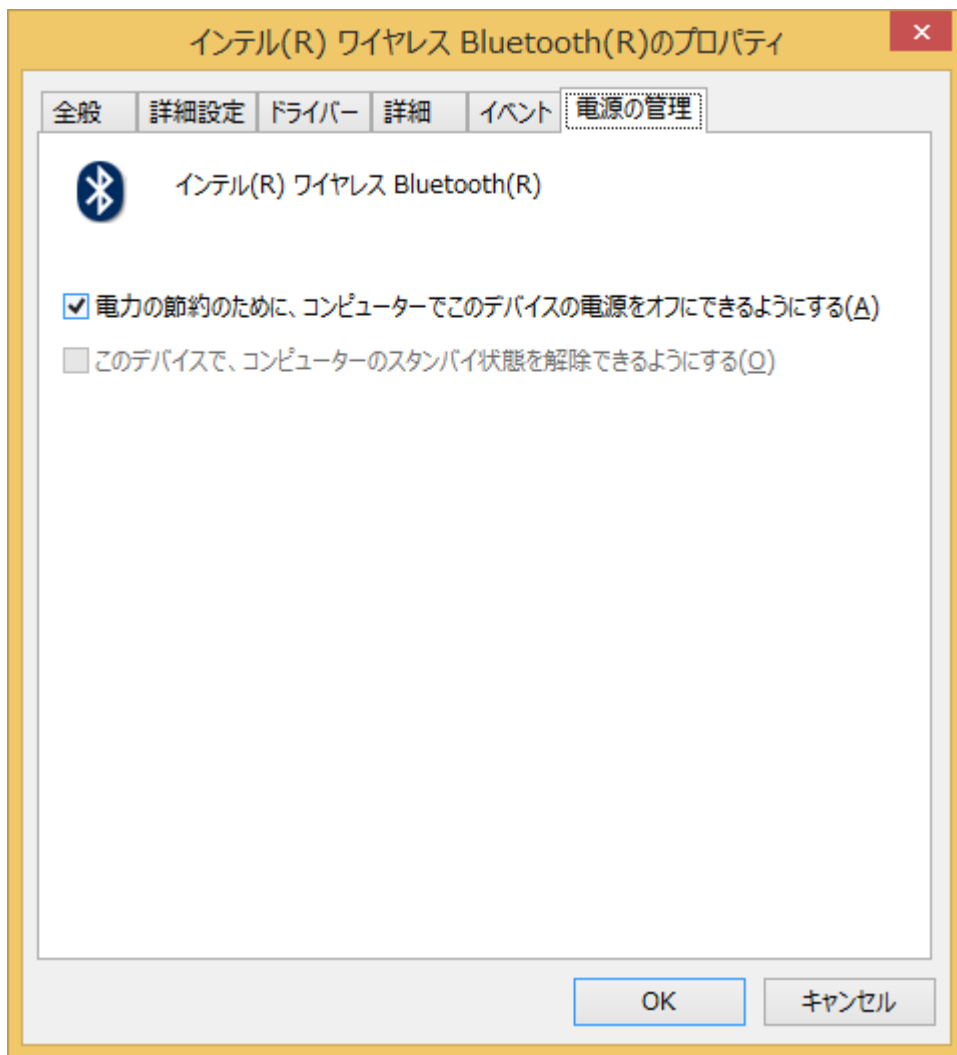 インテル(R) ワイヤレス Bluetooth(R)のプロパティ
全般 詳細設定 ドライバー 詳細 イベント 電源の管理
インテル(R) ワイヤレス Bluetooth(R)
電力の節約のために、コンピューターでこのデバイスの電源をオフにできるようにする(A)
このデバイスで、コンピューターのスタンバイ状態を解除できるようにする(O)
OK キャンセル